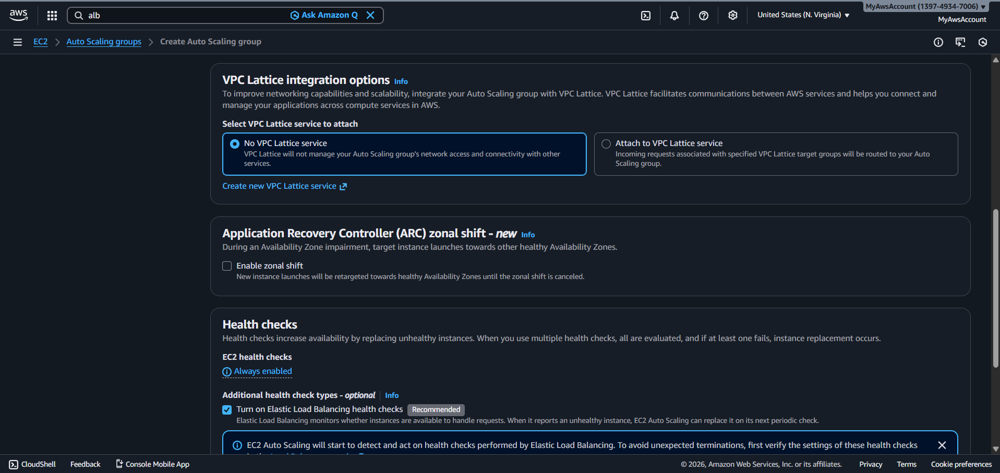 aws
alb
Ask Amazon Q
United States (N. Virginia)
MyAwsAccount (1397-4934-7006)
MyAwsAccount
EC2
Auto Scaling groups
Create Auto Scaling group
VPC Lattice integration options Info
To improve networking capabilities and scalability, integrate your Auto Scaling group with VPC Lattice. VPC Lattice facilitates communications between AWS services and helps you connect and
manage your applications across compute services in AWS.
Select VPC Lattice service to attach
No VPC Lattice service
VPC Lattice will not manage your Auto Scaling group's network access and connectivity with other
services.
Attach to VPC Lattice service
Incoming requests associated with specified VPC Lattice target groups will be routed to your Auto
Scaling group.
Create new VPC Lattice service
Application Recovery Controller (ARC) zonal shift - new Info
During an Availability Zone impairment, target instance launches towards other healthy Availability Zones.
Enable zonal shift
New instance launches will be retargeted towards healthy Availability Zones until the zonal shift is canceled.
Health checks
Health checks increase availability by replacing unhealthy instances. When you use multiple health checks, all are evaluated, and if at least one fails, instance replacement occurs.
EC2 health checks
Always enabled
Additional health check types - optional Info
Turn on Elastic Load Balancing health checks Recommended
Elastic Load Balancing monitors whether instances are available to handle requests. When it reports an unhealthy instance, EC2 Auto Scaling can replace it on its next periodic check.
EC2 Auto Scaling will start to detect and act on health checks performed by Elastic Load Balancing. To avoid unexpected terminations, first verify the settings of these health checks
CloudShell
Feedback
Console Mobile App
© 2026, Amazon Web Services, Inc. or its affiliates.
Privacy
Terms
Cookie preferences